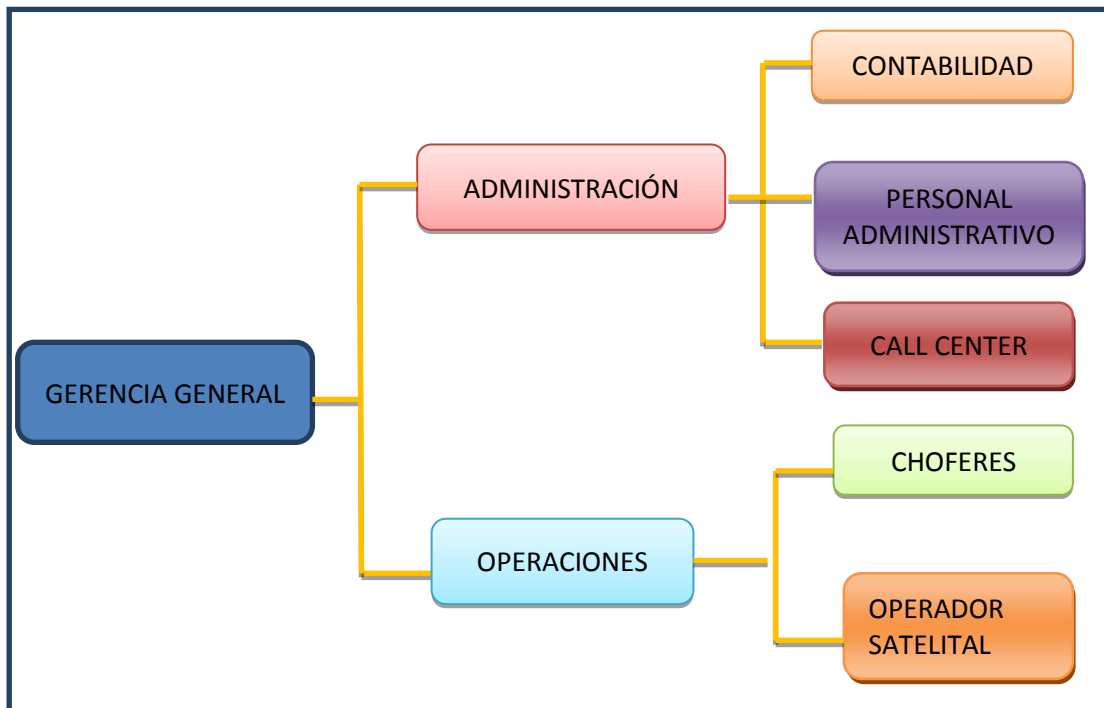 CONTABILIDAD
ADMINISTRACIÓN
PERSONAL
ADMINISTRATIVO
CALL CENTER
GERENCIA GENERAL
CHOFERES
OPERACIONES
OPERADOR
SATELITAL